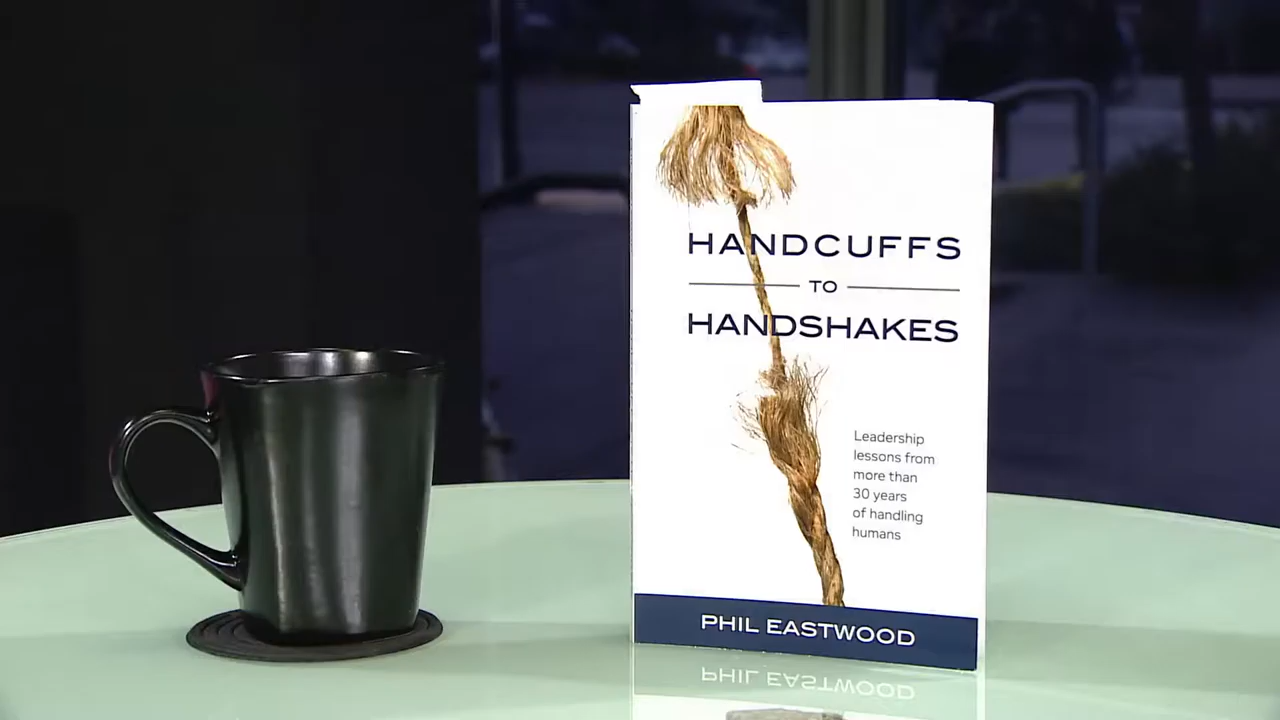 HANDCUFFS
TO
HANDSHAKES
Leadership
lessons from
more than
30 years
of handling
humans
PHIL EASTWOOD